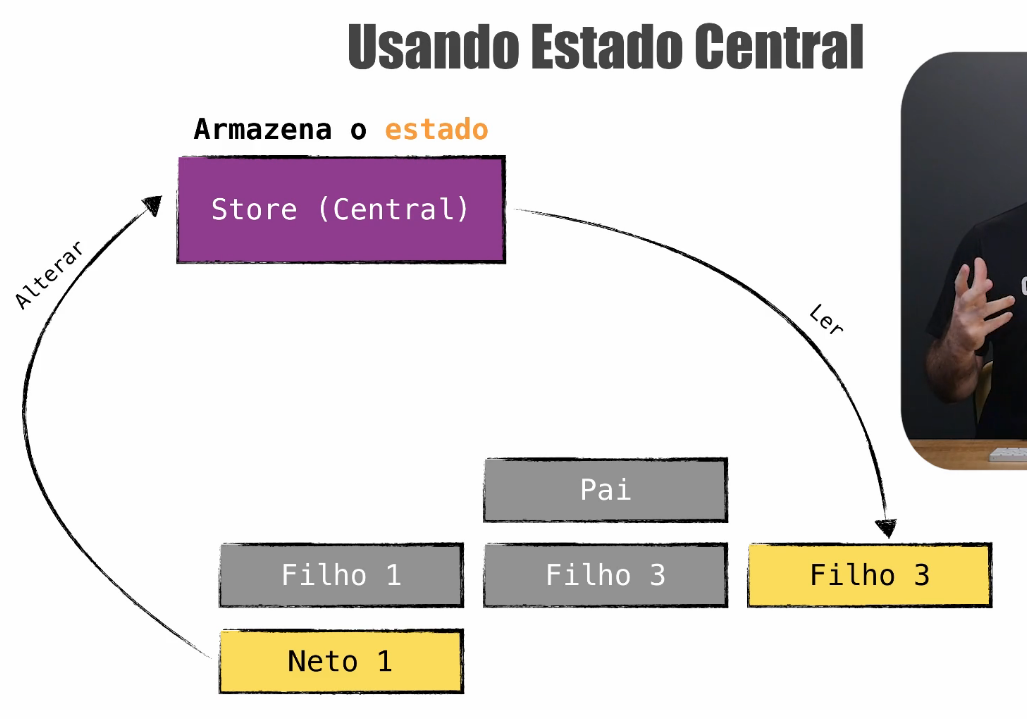 Usando Estado Central
Armazena o estado
Store (Central)
Alterar
Ler
Pai
Filho 1
Filho 3
Filho 3
Neto 1